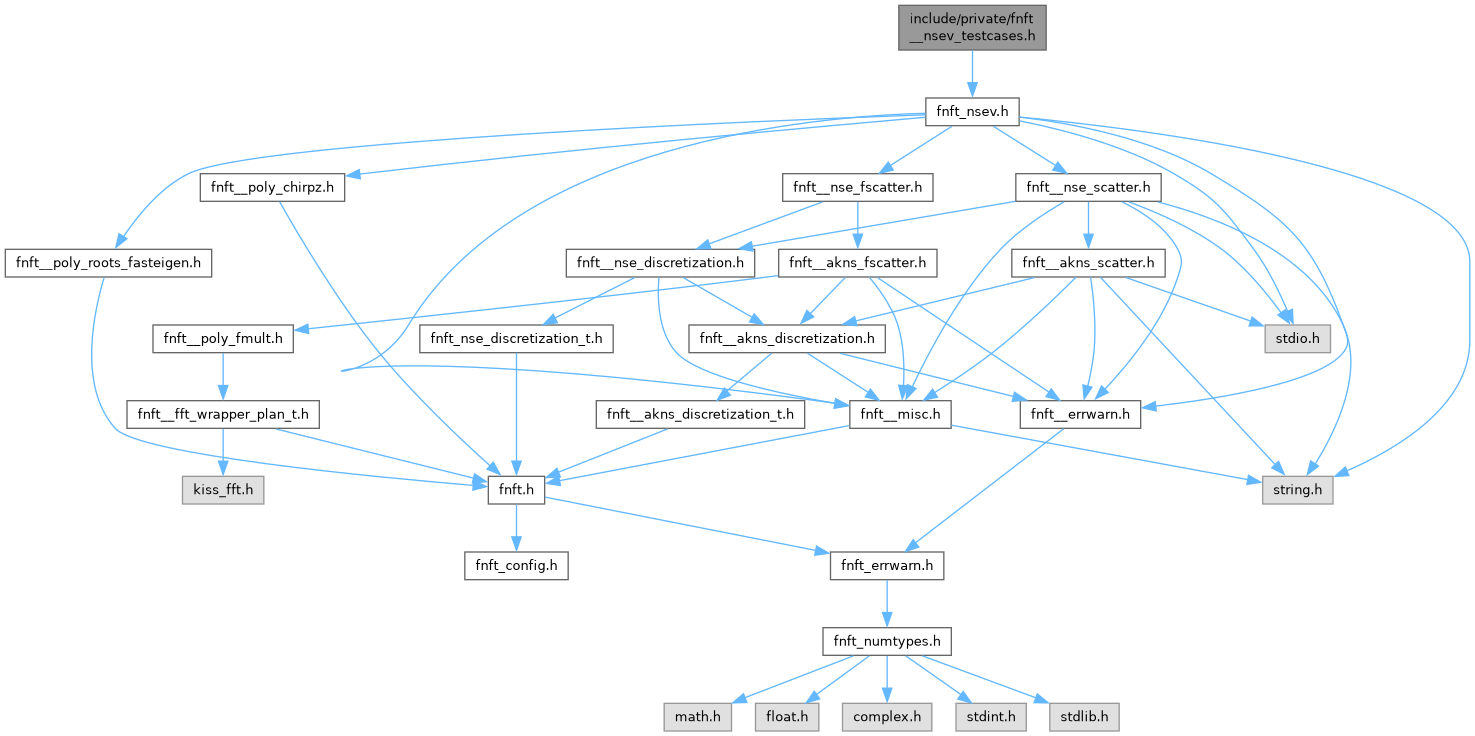 include/private/fnft
__nsev_testcases.h
fnft_nsev.h
fnft__poly_chirpz.h
fnft__nse_fscatter.h
fnft__nse_scatter.h
fnft__poly_roots_fasteigen.h
fnft__nse_discretization.h
fnft__akns_fscatter.h
fnft__akns_scatter.h
fnft__poly_fmult.h
fnft_nse_discretization_t.h
fnft__akns_discretization.h
stdio.h
fnft__fft_wrapper_plan_t.h
fnft__akns_discretization_t.h
fnft__misc.h
fnft__errwarn.h
kiss_fft.h
fnft.h
string.h
fnft_config.h
fnft_errwarn.h
fnft_numtypes.h
math.h
float.h
complex.h
stdint.h
stdlib.h